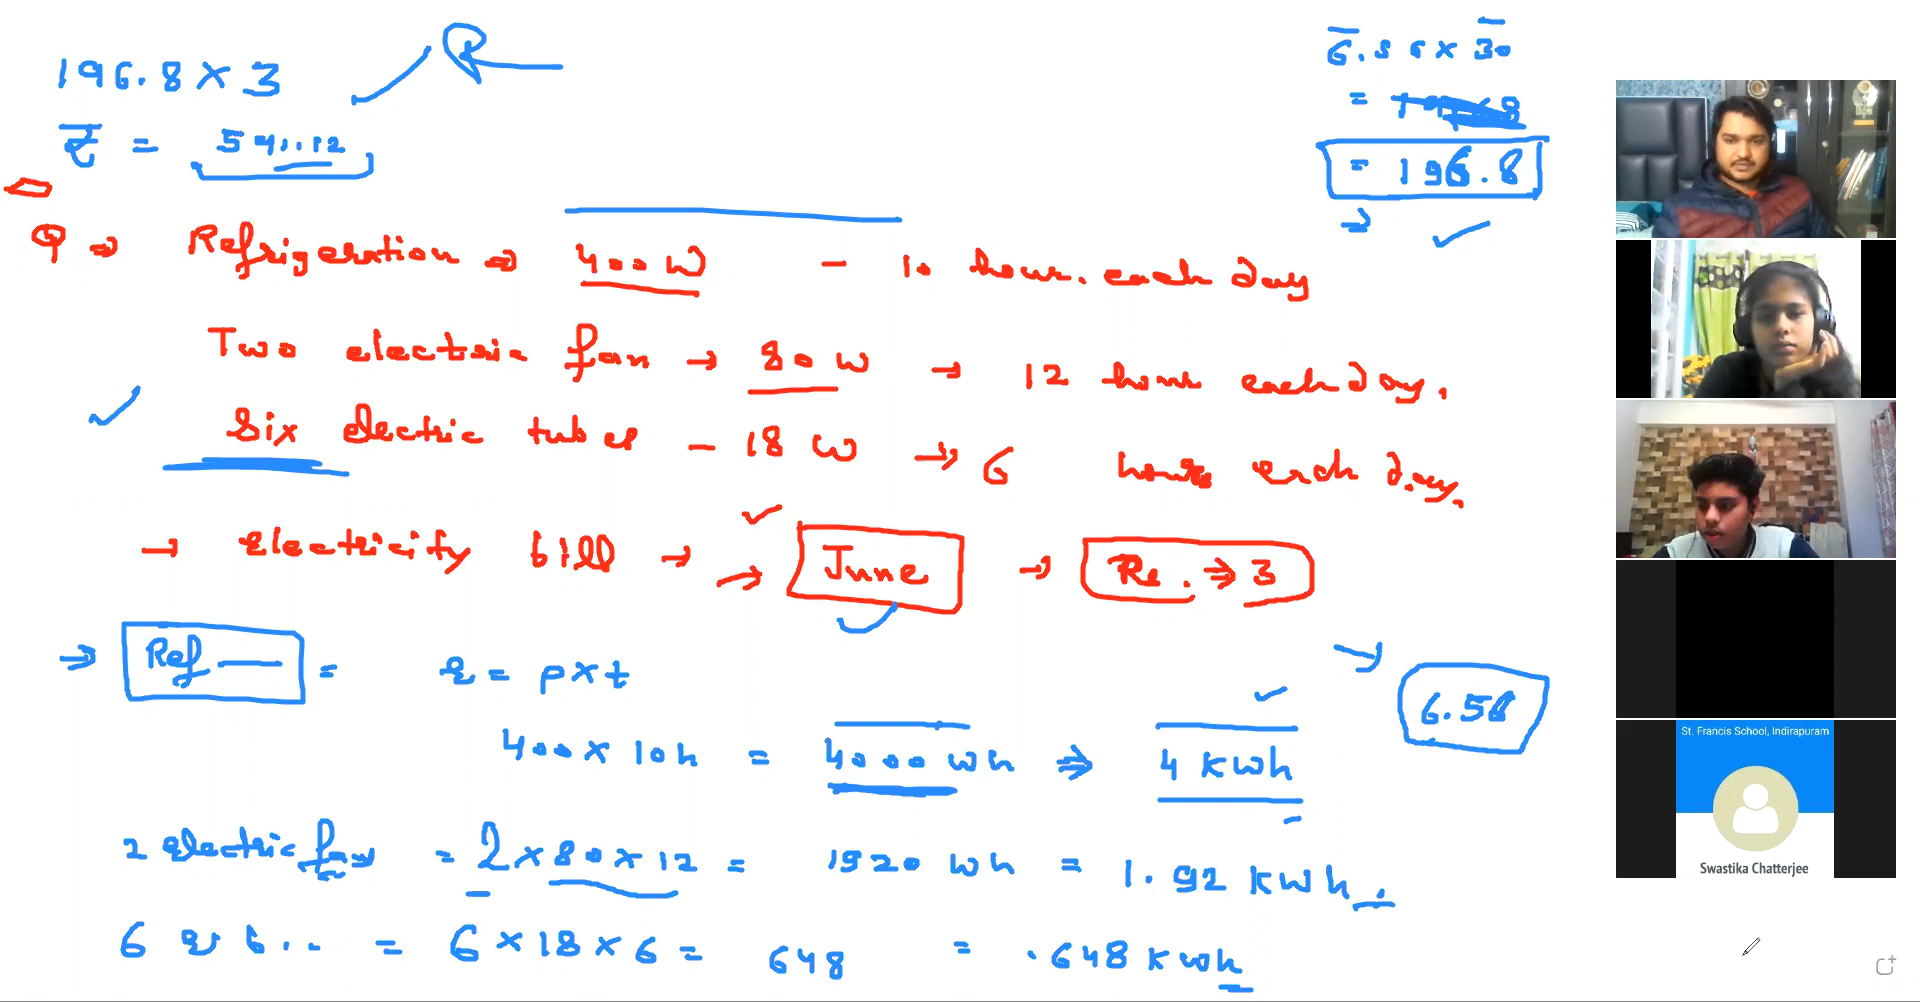 196.8 × 3
₹ = 591.12
6.56 × 30
= 196.8
Q ⇒ Refrigeration ⇒ 400 W - 10 hour. each day
Two electric fan → 80 W → 12 hour each day.
Six electric tubes - 18 W → 6 hours each day.
→ electricity bill → → June → Re. ⇒ 3
⇒ Ref = E = P × t
→ 6.58
400 × 10h = 4000 Wh ⇒ 4 KWh
2 electric fan = 2 × 80 × 12 = 1920 Wh = 1.92 KWh.
6 = 6 × 18 × 6 = 648 = .648 KWh
St. Francis School, Indirapuram
Swastika Chatterjee